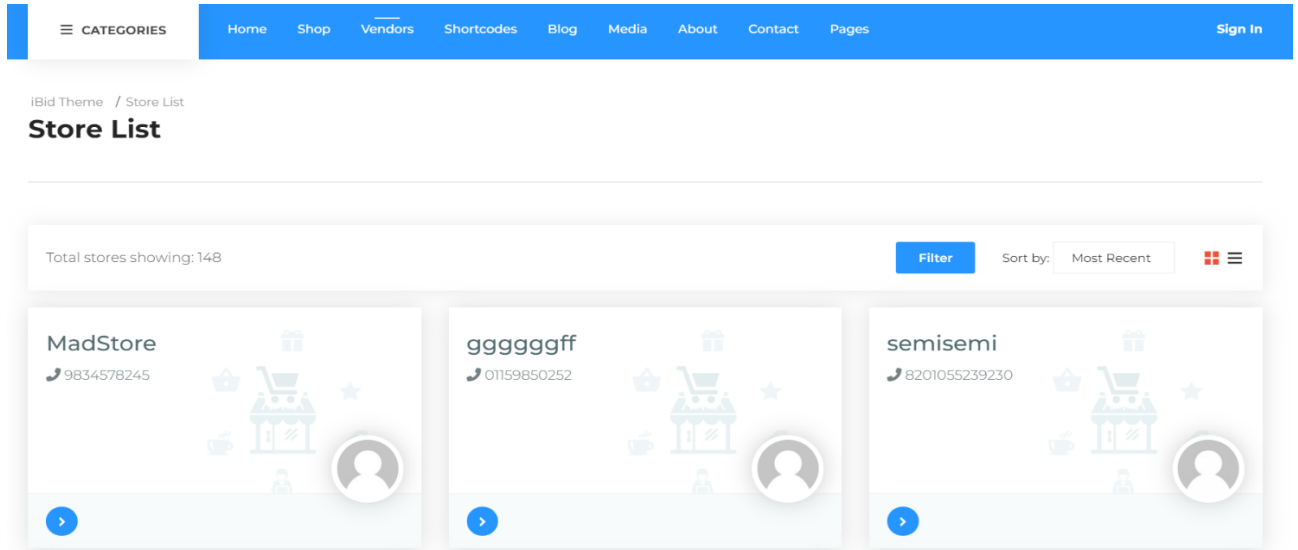 CATEGORIES Home Shop Vendors Shortcodes Blog Media About Contact Pages Sign In
iBid Theme / Store List
Store List
Total stores showing: 148 Filter Sort by: Most Recent
MadStore
9834578245
ggggggff
01159850252
semisemi
8201055239230